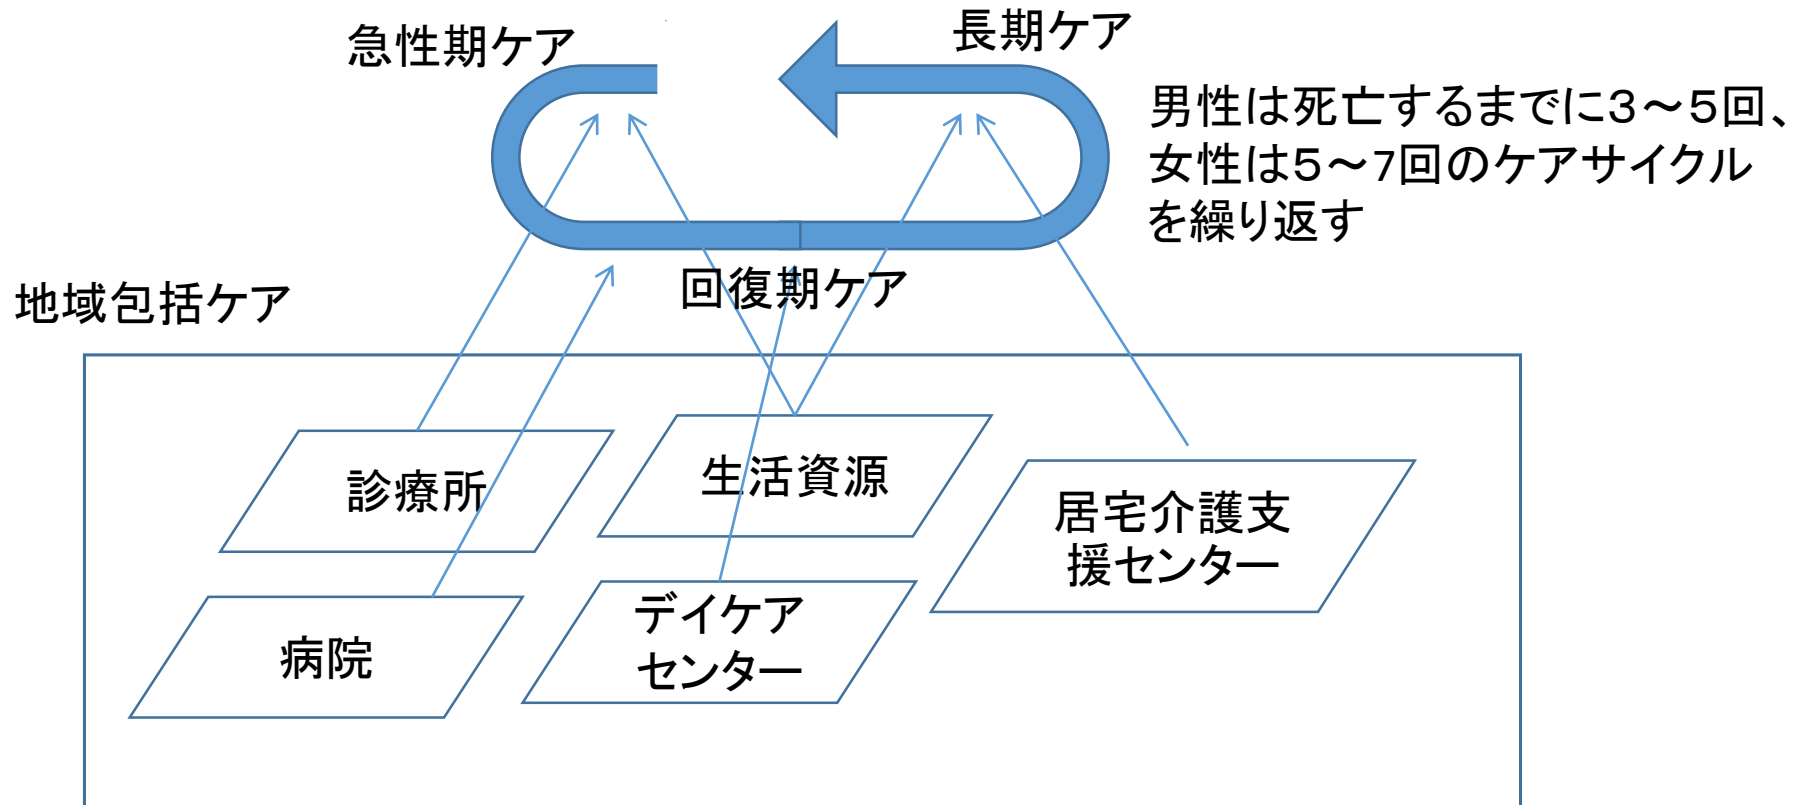 急性期ケア
長期ケア
男性は死亡するまでに３～５回、
女性は５～7回のケアサイクル
を繰り返す
回復期ケア
地域包括ケア
診療所
生活資源
居宅介護支
援センター
病院
デイケア
センター